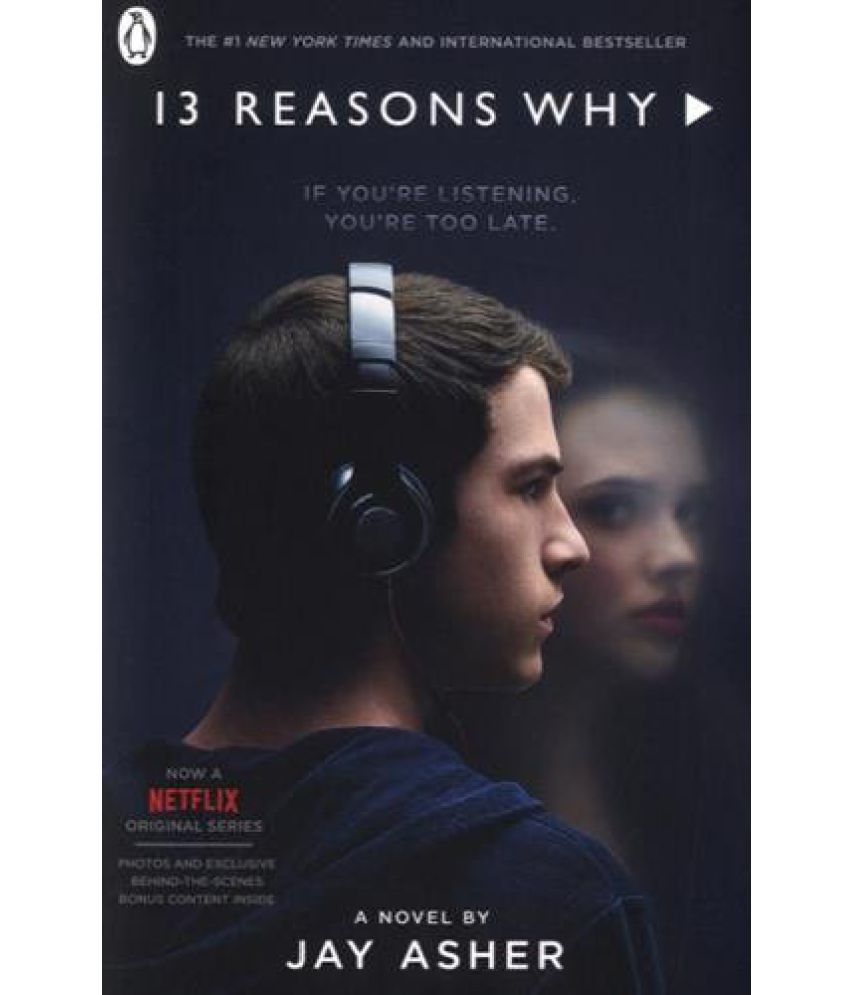 THE #1 NEW YORK TIMES AND INTERNATIONAL BESTSELLER
13 REASONS WHY
IF YOU'RE LISTENING,
YOU'RE TOO LATE.
NOW A
NETFLIX
ORIGINAL SERIES
PHOTOS AND EXCLUSIVE
BEHIND-THE-SCENES
BONUS CONTENT INSIDE
A NOVEL BY
JAY ASHER